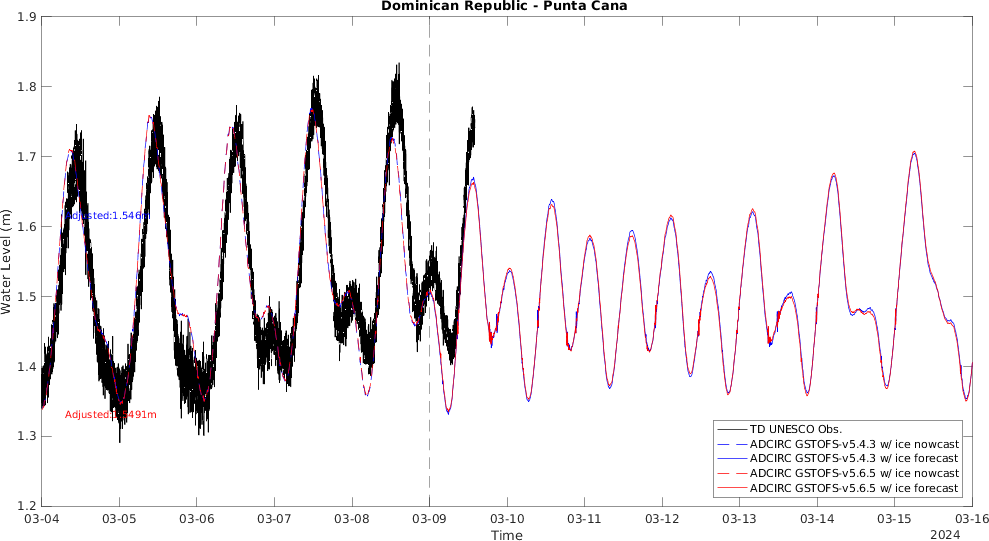 Dominican Republic - Punta Cana
1.9
1.8
1.7
1.6
1.5
1.4
1.3
1.2
Water Level (m)
Adjusted:1.546m
TD UNESCO Obs.
ADCIRC GSTOFS-v5.4.3 w/ ice nowcast
ADCIRC GSTOFS-v5.4.3 w/ ice forecast
ADCIRC GSTOFS-v5.6.5 w/ ice nowcast
ADCIRC GSTOFS-v5.6.5 w/ ice forecast
03-04 03-05 03-06 03-07 03-08 03-09 03-10 03-11 03-12 03-13 03-14 03-15 03-16
Time
2024